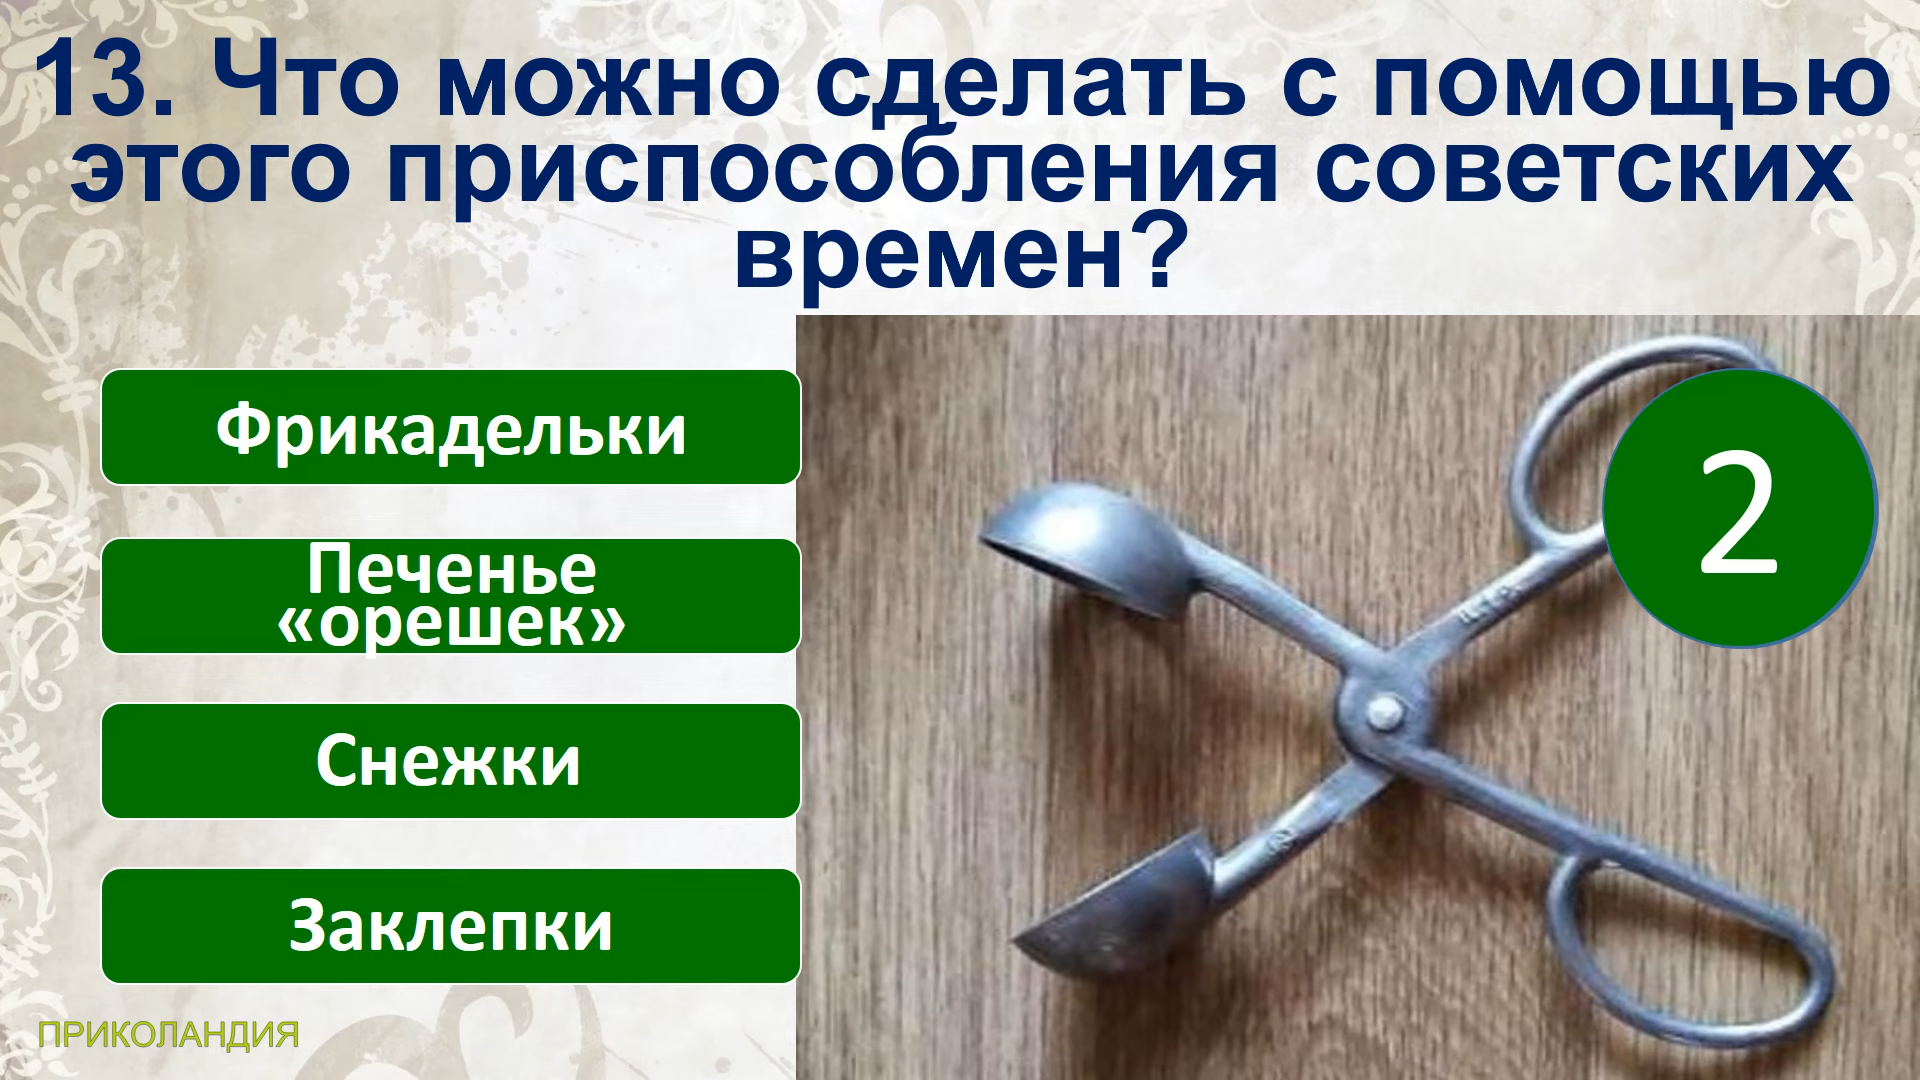 13. Что можно сделать с помощью
этого приспособления советских
времен?
Фрикадельки
Печенье
«орешек»
Снежки
Заклепки
2
ПРИКОЛАНДИЯ